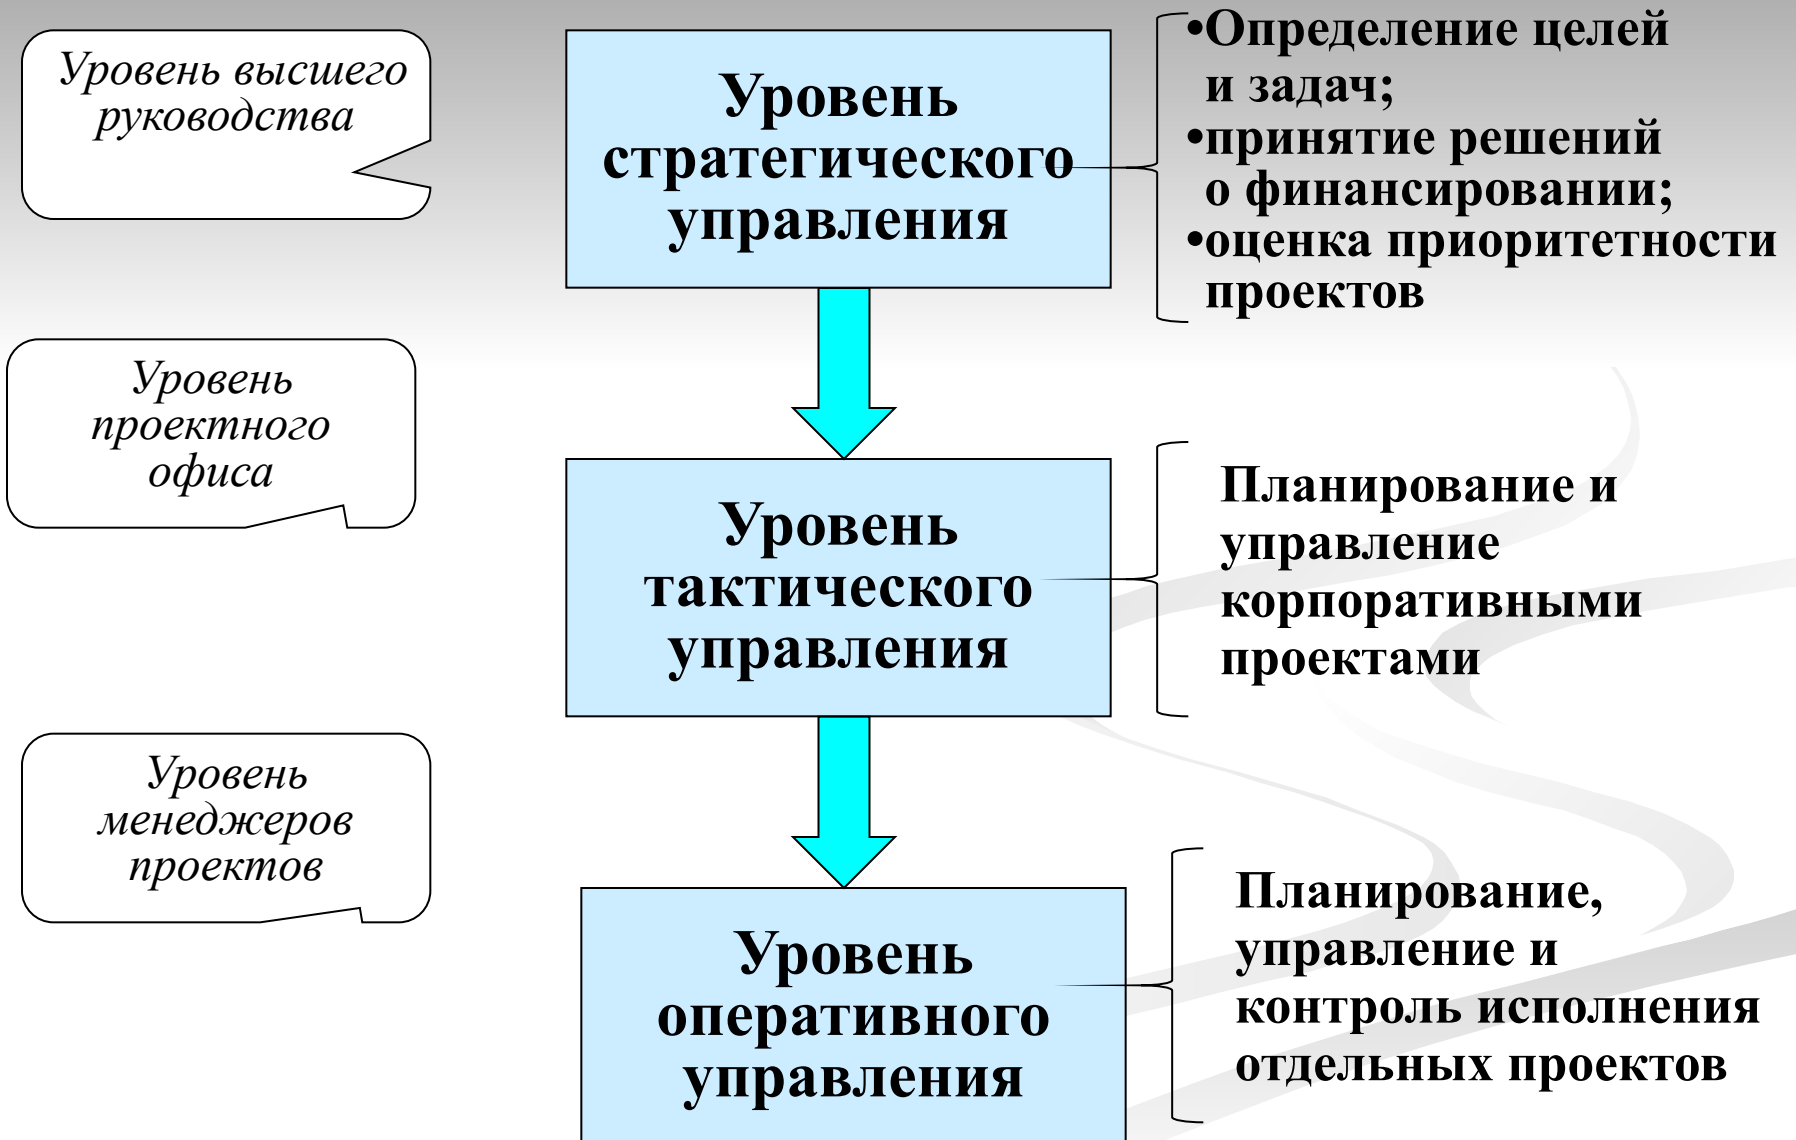 Уровень высшего
руководства
Уровень
стратегического
управления
•Определение целей
и задач;
•принятие решений
о финансировании;
•оценка приоритетности
проектов
Уровень
проектного
офиса
Уровень
тактического
управления
Планирование и
управление
корпоративными
проектами
Уровень
менеджеров
проектов
Уровень
оперативного
управления
Планирование,
управление и
контроль исполнения
отдельных проектов